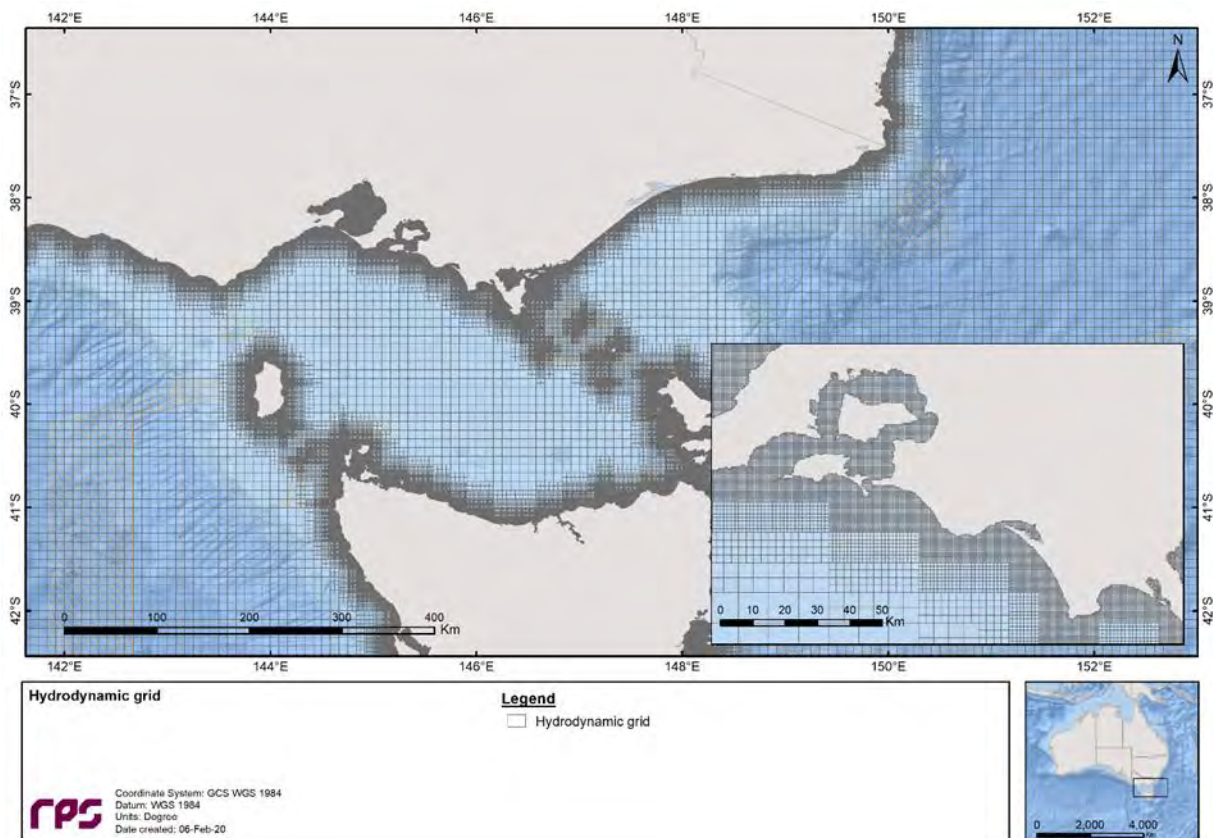 142°E 144°E 146°E 148°E 150°E 152°E
N
37°S 37°S
38°S 38°S
39°S 39°S
40°S 40°S
41°S 41°S
42°S 42°S
0 10 20 30 40 50
Km
0 100 200 300 400
Km
142°E 144°E 146°E 148°E 150°E 152°E
Hydrodynamic grid
Legend
Hydrodynamic grid
rps
Coordinate System: GCS WGS 1984
Datum: WGS 1984
Units: Degree
Date created: 06-Feb-20
0 2,000 4,000
Km